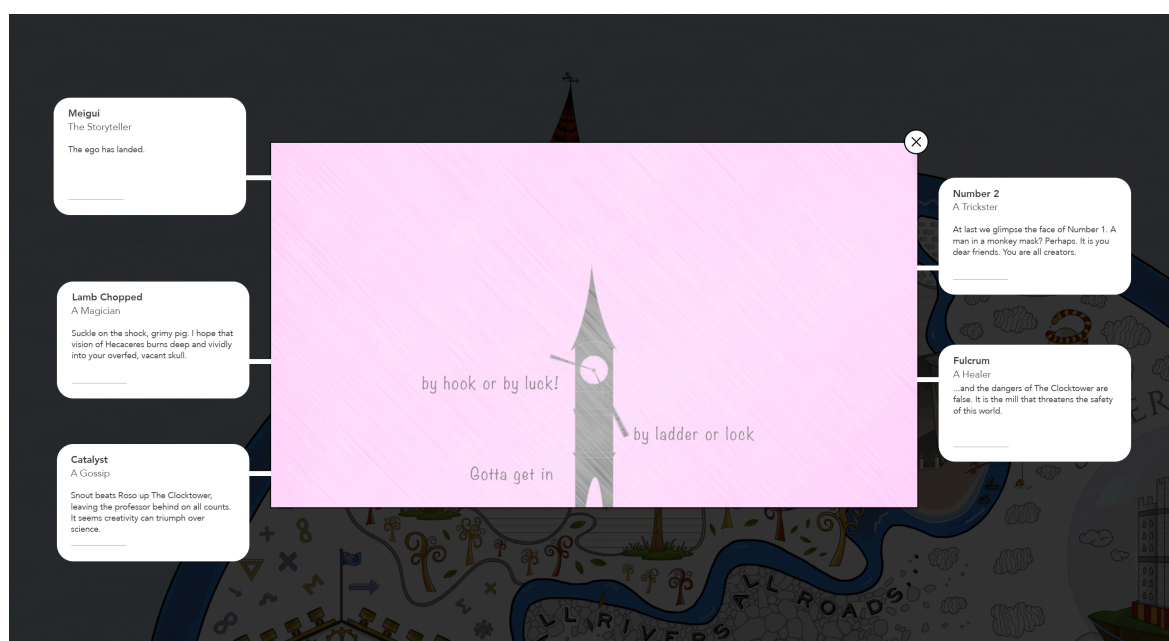 Meigui
The Storyteller
The ego has landed.
Lamb Chopped
A Magician
Suckle on the shock, grimy pig. I hope that
vision of Hecaceres burns deep and vividly
into your overfed, vacant skull.
Catalyst
A Gossip
Snout beats Roso up The Clocktower,
leaving the professor behind on all counts.
It seems creativity can triumph over
science.
by hook or by luck!
by ladder or lock
Gotta get in
Number 2
A Trickster
At last we glimpse the face of Number 1. A
man in a monkey mask? Perhaps. It is you
dear friends. You are all creators.
Fulcrum
A Healer
...and the dangers of The Clocktower are
false. It is the mill that threatens the safety
of this world.
ALL ROADS
LL RIVERS